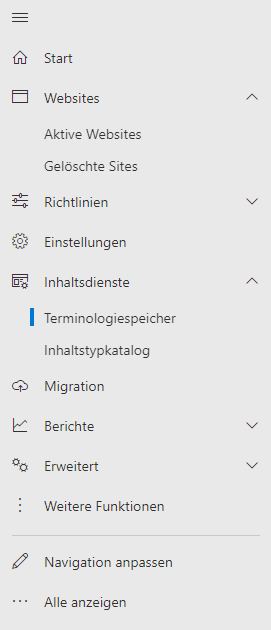 Start
Websites
Aktive Websites
Gelöschte Sites
Richtlinien
Einstellungen
Inhaltsdienste
Terminologiespeicher
Inhaltstypkatalog
Migration
Berichte
Erweitert
Weitere Funktionen
Navigation anpassen
Alle anzeigen